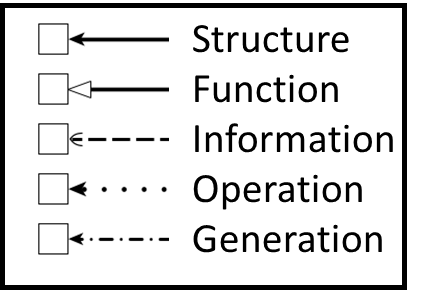 Structure
Function
Information
Operation
Generation